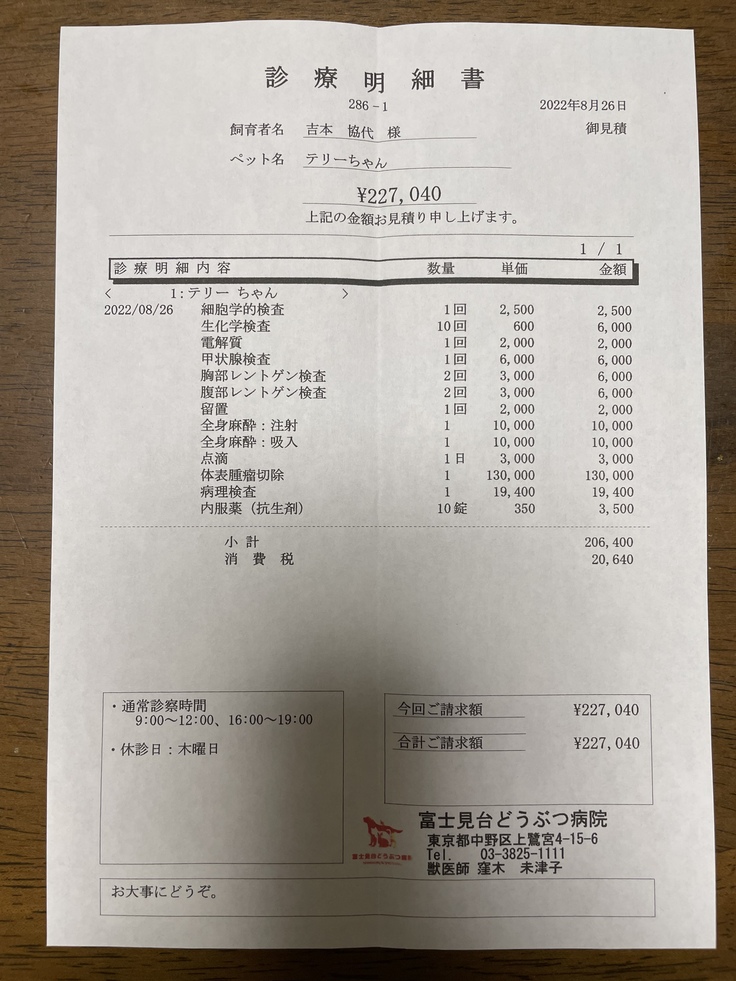 診療明細書
286-1
2022年8月26日
飼育者名 吉本 協代 様
御見積
ペット名 テリーちゃん
¥227,040
上記の金額お見積り申し上げます。
1 / 1
診療明細内容 数量 単価 金額
< 1:テリー ちゃん >
2022/08/26 細胞学的検査 1回 2,500 2,500
生化学検査 10回 600 6,000
電解質 1回 2,000 2,000
甲状腺検査 1回 6,000 6,000
胸部レントゲン検査 2回 3,000 6,000
腹部レントゲン検査 2回 3,000 6,000
留置 1回 2,000 2,000
全身麻酔：注射 1 10,000 10,000
全身麻酔：吸入 1 10,000 10,000
点滴 1日 3,000 3,000
体表腫瘤切除 1 130,000 130,000
病理検査 1 19,400 19,400
内服薬（抗生剤） 10錠 350 3,500
小計 206,400
消費税 20,640
・通常診察時間
9:00～12:00、16:00～19:00
・休診日：木曜日
今回ご請求額 ¥227,040
合計ご請求額 ¥227,040
富士見台どうぶつ病院
富士見台どうぶつ病院
東京都中野区上鷺宮4-15-6
Tel. 03-3825-1111
獣医師 窪木 未津子
お大事にどうぞ。